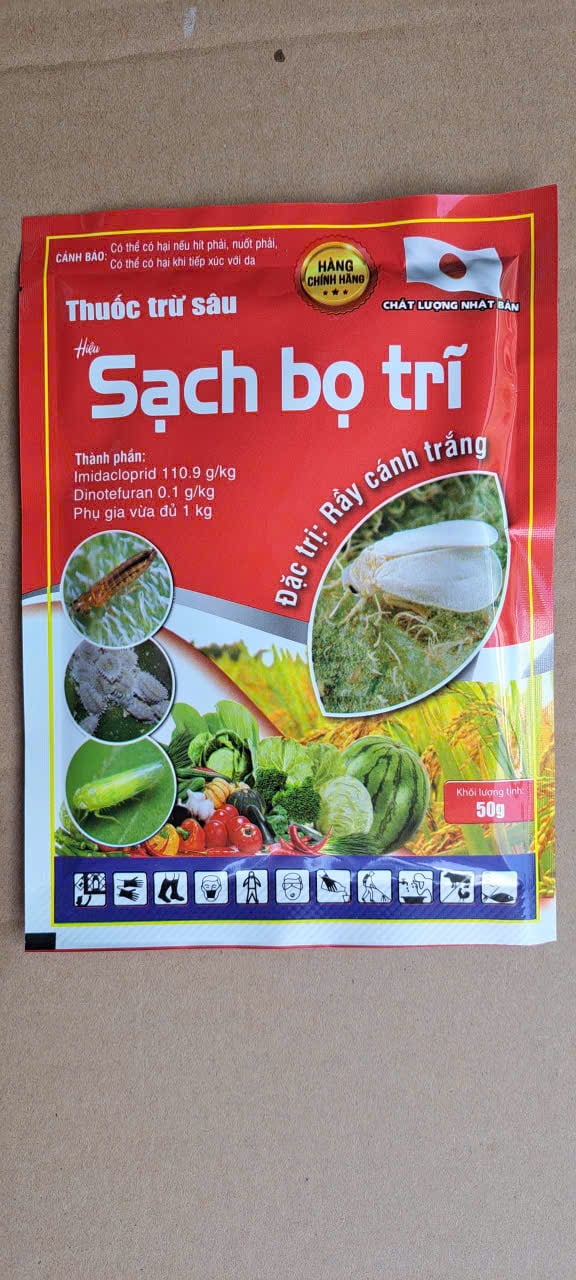 CẢNH BÁO: Có thể có hại nếu hít phải, nuốt phải,
Có thể có hại khi tiếp xúc với da
HÀNG
CHÍNH HÃNG
CHẤT LƯỢNG NHẬT BẢN
Thuốc trừ sâu
Hiệu
Sạch bọ trĩ
Thành phần:
Imidacloprid 110.9 g/kg
Dinotefuran 0.1 g/kg
Phụ gia vừa đủ 1 kg
Đặc trị: Rầy cánh trắng
Khối lượng tịnh:
50g